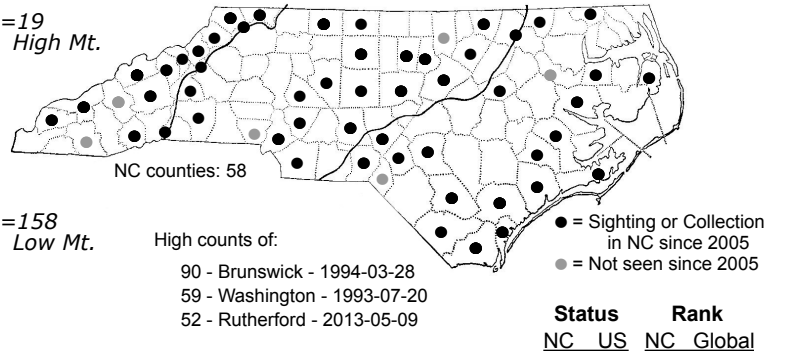 =19
High Mt.
NC counties: 58
=158
Low Mt.
High counts of:
90 - Brunswick - 1994-03-28
59 - Washington - 1993-07-20
52 - Rutherford - 2013-05-09
= Sighting or Collection
in NC since 2005
= Not seen since 2005
Status Rank
NC US NC Global